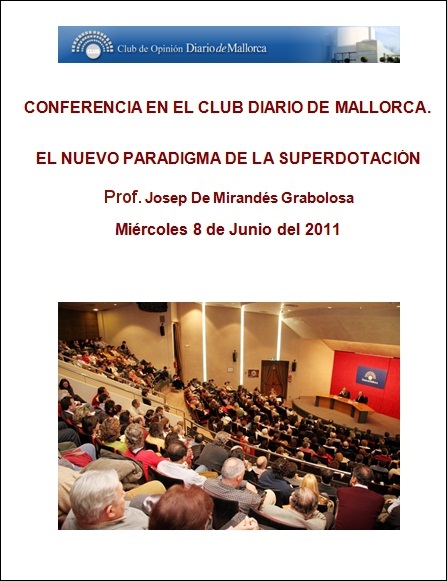 Club de Opinión Diario de Mallorca
CONFERENCIA EN EL CLUB DIARIO DE MALLORCA.
EL NUEVO PARADIGMA DE LA SUPERDOTACIÓN
Prof. Josep De Mirandés Grabolosa
Miércoles 8 de Junio del 2011